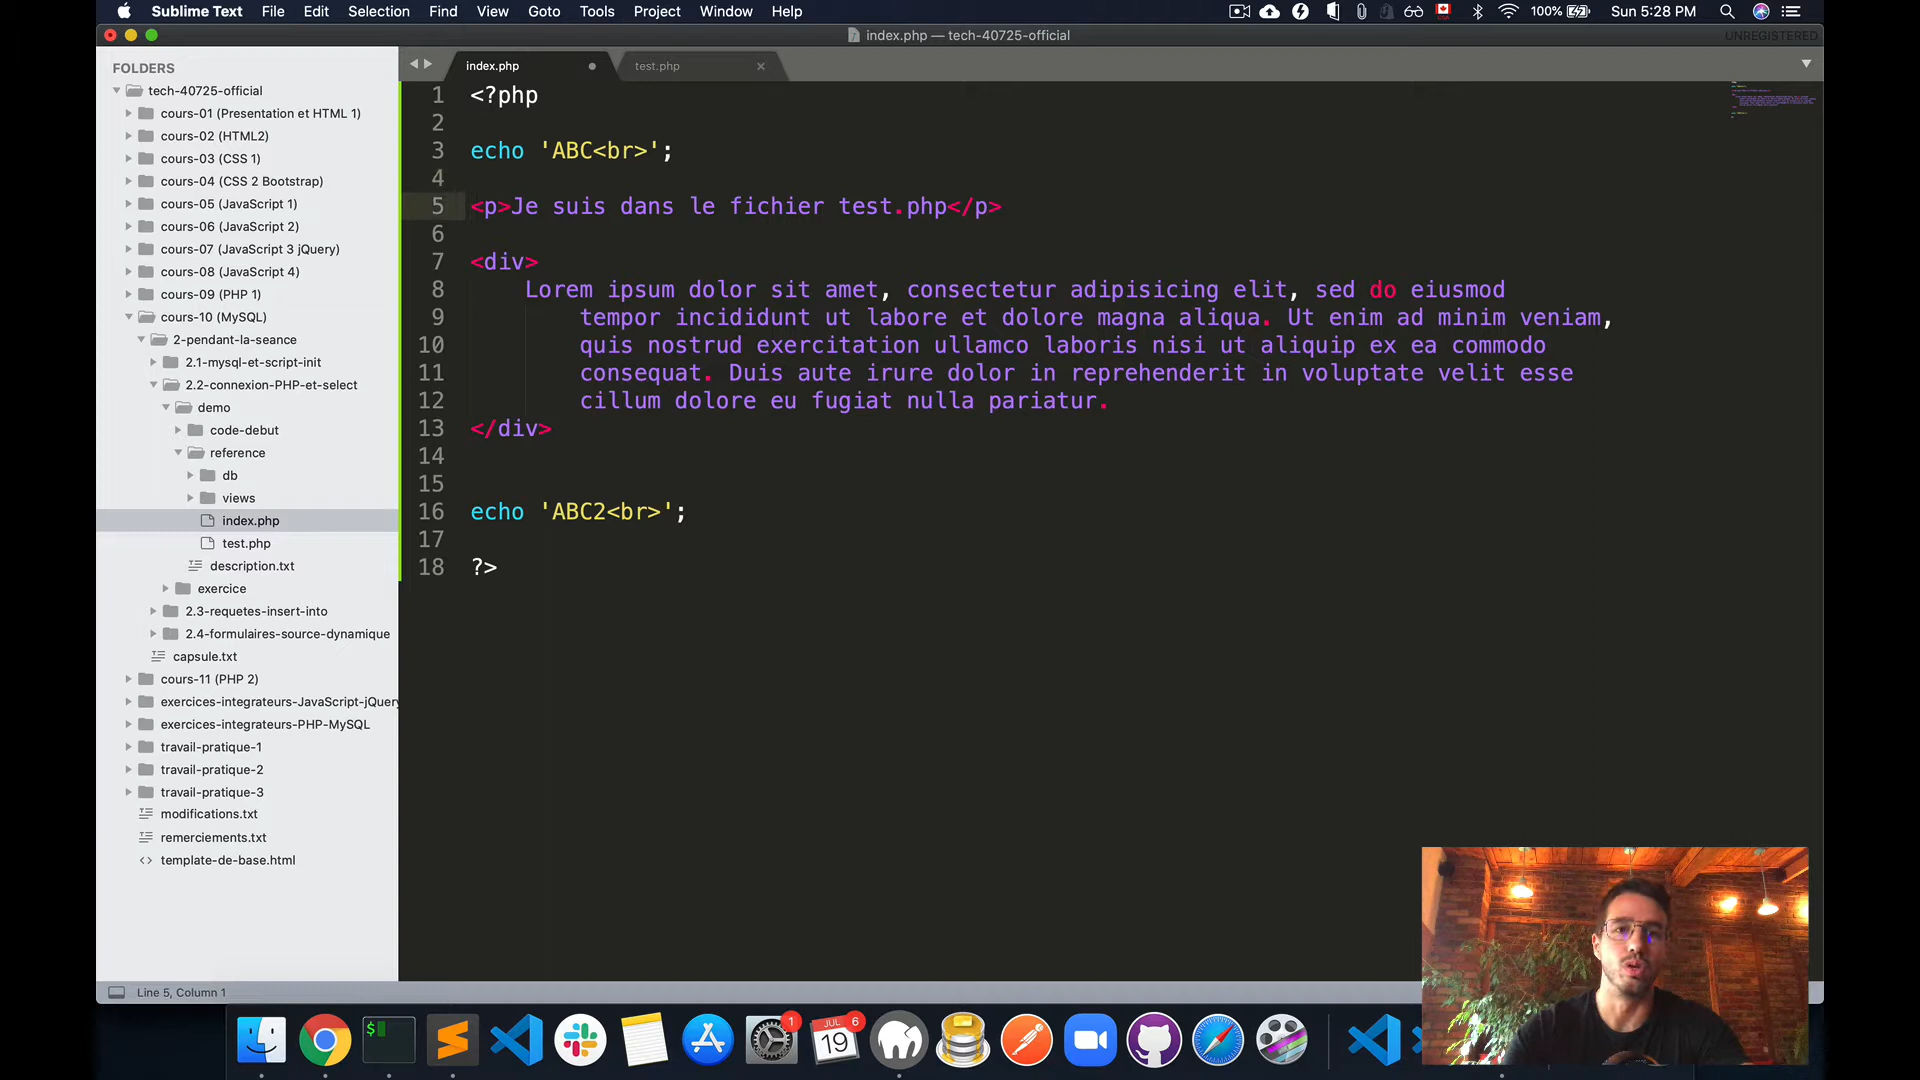 Sublime Text File Edit Selection Find View Goto Tools Project Window Help
100% Sun 5:28 PM
index.php — tech-40725-official
UNREGISTERED
FOLDERS
tech-40725-official
cours-01 (Presentation et HTML 1)
cours-02 (HTML2)
cours-03 (CSS 1)
cours-04 (CSS 2 Bootstrap)
cours-05 (JavaScript 1)
cours-06 (JavaScript 2)
cours-07 (JavaScript 3 jQuery)
cours-08 (JavaScript 4)
cours-09 (PHP 1)
cours-10 (MySQL)
2-pendant-la-seance
2.1-mysql-et-script-init
2.2-connexion-PHP-et-select
demo
code-debut
reference
db
views
index.php
test.php
description.txt
exercice
2.3-requetes-insert-into
2.4-formulaires-source-dynamique
capsule.txt
cours-11 (PHP 2)
exercices-integrateurs-JavaScript-jQuery
exercices-integrateurs-PHP-MySQL
travail-pratique-1
travail-pratique-2
travail-pratique-3
modifications.txt
remerciements.txt
template-de-base.html
index.php
test.php
1 <?php
2
3 echo 'ABC<br>';
4
5 <p>Je suis dans le fichier test.php</p>
6
7 <div>
8 Lorem ipsum dolor sit amet, consectetur adipisicing elit, sed do eiusmod
9 tempor incididunt ut labore et dolore magna aliqua. Ut enim ad minim veniam,
10 quis nostrud exercitation ullamco laboris nisi ut aliquip ex ea commodo
11 consequat. Duis aute irure dolor in reprehenderit in voluptate velit esse
12 cillum dolore eu fugiat nulla pariatur.
13 </div>
14
15
16 echo 'ABC2<br>';
17
18 ?>
Line 5, Column 1
$
1
JUL
19
6